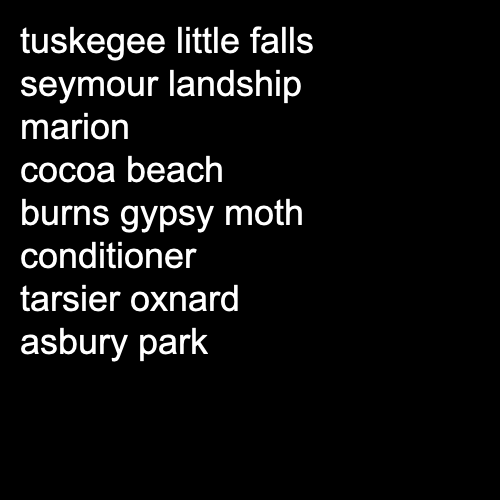 tuskegee little falls
seymour landship
marion
cocoa beach
burns gypsy moth
conditioner
tarsier oxnard
asbury park